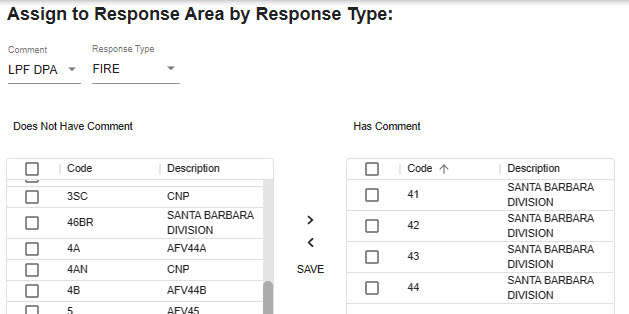 Assign to Response Area by Response Type:
Comment
Response Type
LPF DPA
FIRE
Does Not Have Comment
Has Comment
Code Description
3SC CNP
46BR SANTA BARBARA
DIVISION
4A AFV44A
4AN CNP
4B AFV44B
5 AFV45
>
<
SAVE
Code ↑ Description
41 SANTA BARBARA
DIVISION
42 SANTA BARBARA
DIVISION
43 SANTA BARBARA
DIVISION
44 SANTA BARBARA
DIVISION